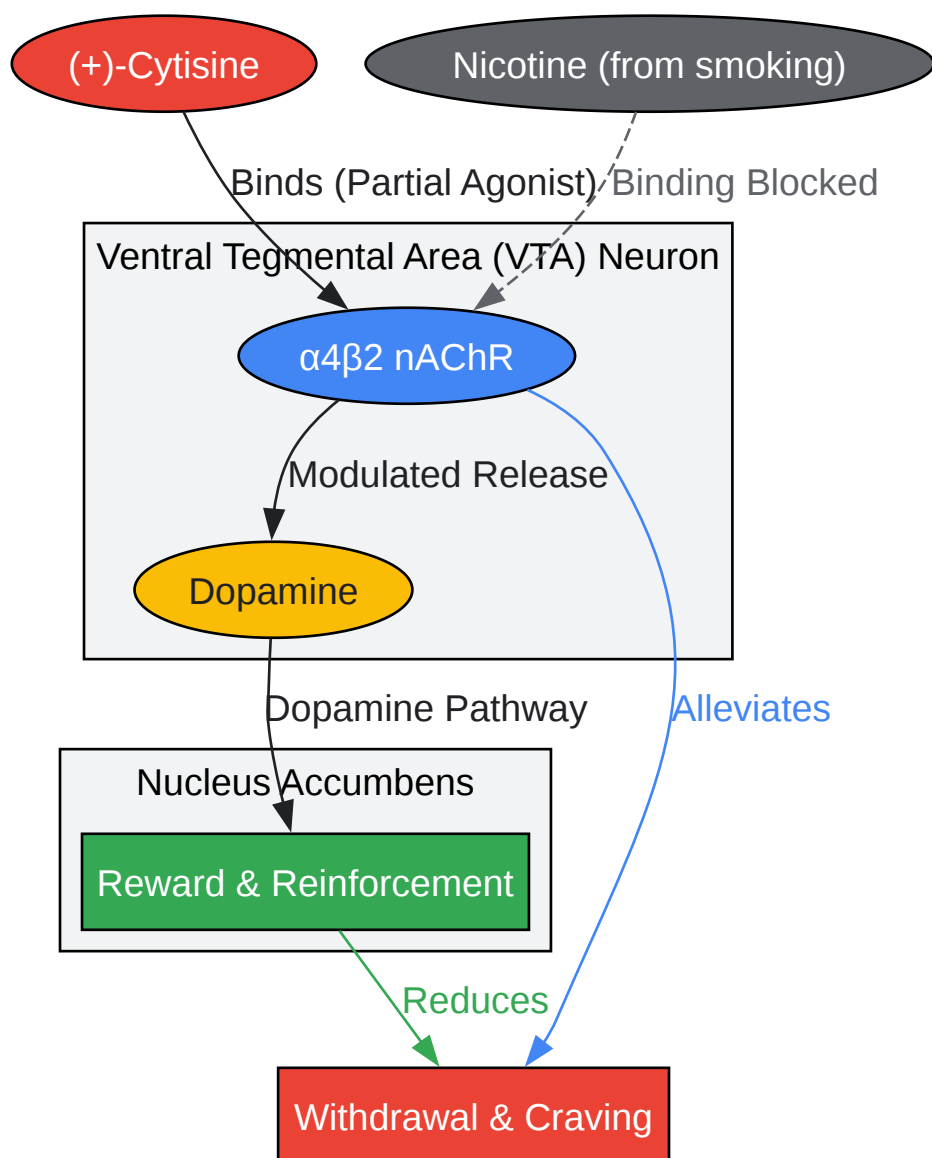 (+)-Cytisine
Nicotine (from smoking)
Binds (Partial Agonist)
Binding Blocked
Ventral Tegmental Area (VTA) Neuron
α4β2 nAChR
Modulated Release
Dopamine
Dopamine Pathway
Alleviates
Nucleus Accumbens
Reward & Reinforcement
Reduces
Withdrawal & Craving